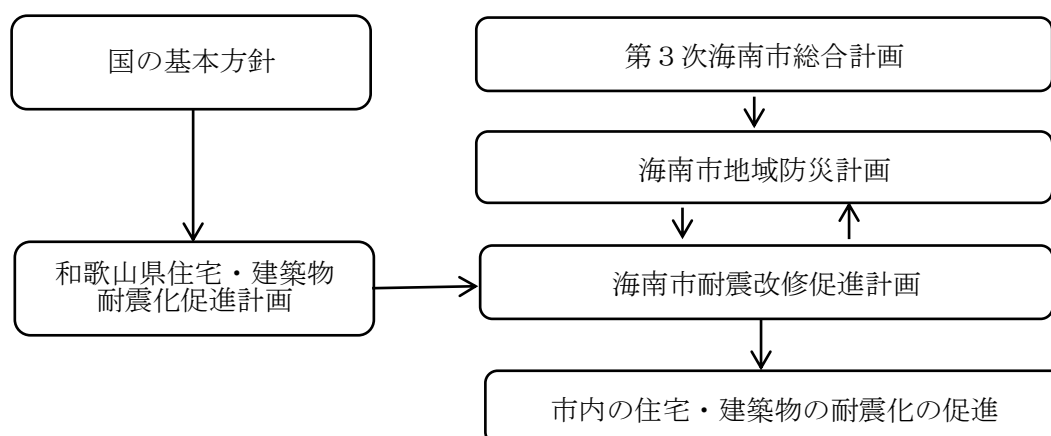 国の基本方針
第３次海南市総合計画
海南市地域防災計画
和歌山県住宅・建築物
耐震化促進計画
海南市耐震改修促進計画
市内の住宅・建築物の耐震化の促進